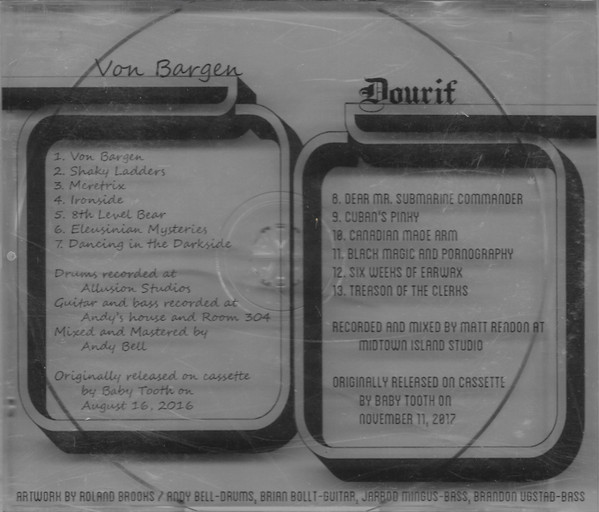 Von Bargen
1. Von Bargen
2. Shaky Ladders
3. Meretrix
4. Ironside
5. 8th Level Bear
6. Eleusinian Mysteries
7. Dancing in the Darkside
Drums recorded at
Allusion Studios
Guitar and bass recorded at
Andy's house and Room 304
Mixed and Mastered by
Andy Bell
Originally released on cassette
by Baby Tooth on
August 16, 2016
Dourif
8. DEAR MR. SUBMARINE COMMANDER
9. CUBAN'S PINKY
10. CANADIAN MADE ARM
11. BLACK MAGIC AND PORNOGRAPHY
12. SIX WEEKS OF EARWAX
13. TREASON OF THE CLERKS
RECORDED AND MIXED BY MATT RENDON AT
MIDTOWN ISLAND STUDIO
ORIGINALLY RELEASED ON CASSETTE
BY BABY TOOTH ON
NOVEMBER 11, 2017
ARTWORK BY ROLAND BROOKS / ANDY BELL-DRUMS, BRIAN BOLLT-GUITAR, JARROD MINGUS-BASS, BRANDON UGSTAD-BASS